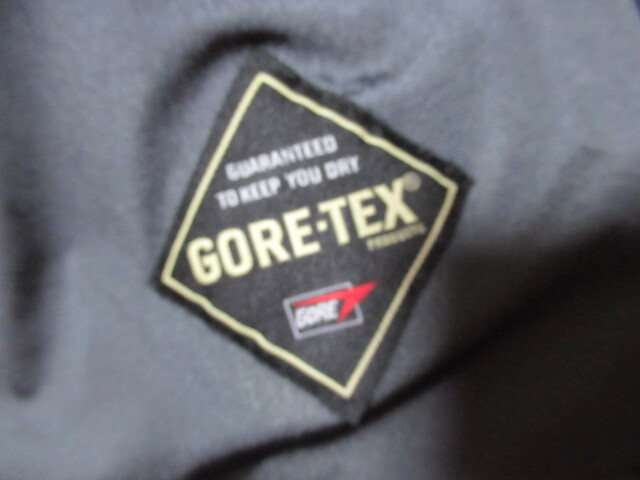 GUARANTEED
TO KEEP YOU DRY
GORE-TEX®
PRODUCTS
GORE